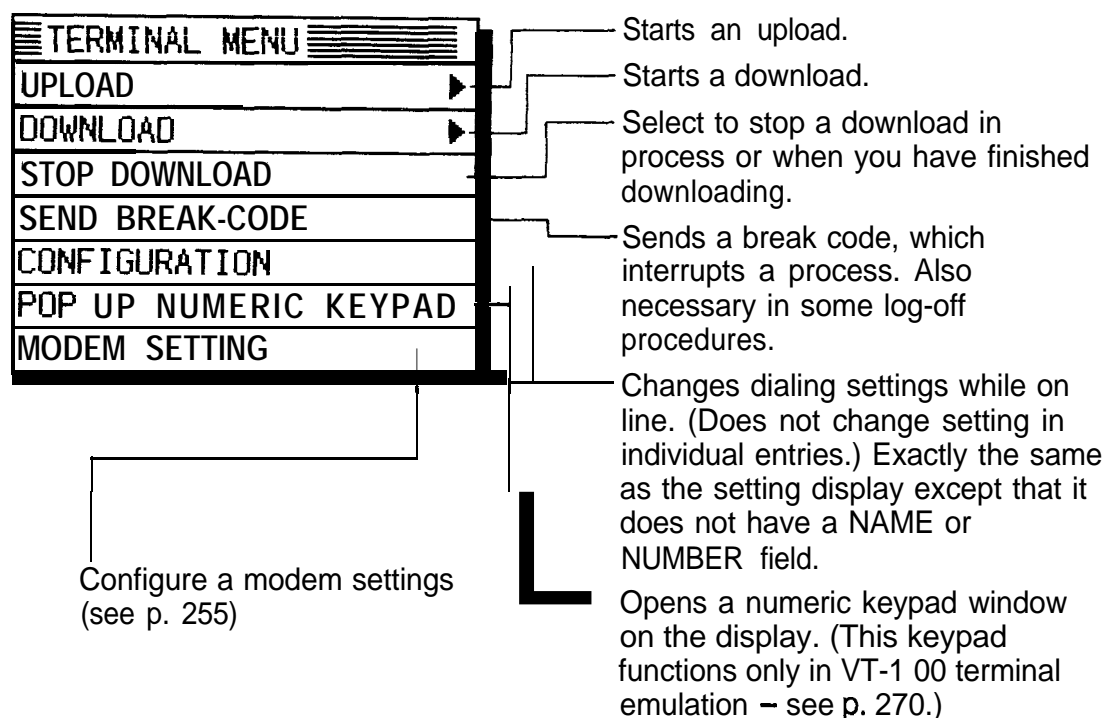 TERMINAL MENU
UPLOAD
DOWNLOAD
STOP DOWNLOAD
SEND BREAK-CODE
CONFIGURATION
POP UP NUMERIC KEYPAD
MODEM SETTING
Starts an upload.
Starts a download.
Select to stop a download in
process or when you have finished
downloading.
Sends a break code, which
interrupts a process. Also
necessary in some log-off
procedures.
Changes dialing settings while on
line. (Does not change setting in
individual entries.) Exactly the same
as the setting display except that it
does not have a NAME or
NUMBER field.
Opens a numeric keypad window
on the display. (This keypad
functions only in VT-1 00 terminal
emulation – see p. 270.)
Configure a modem settings
(see p. 255)